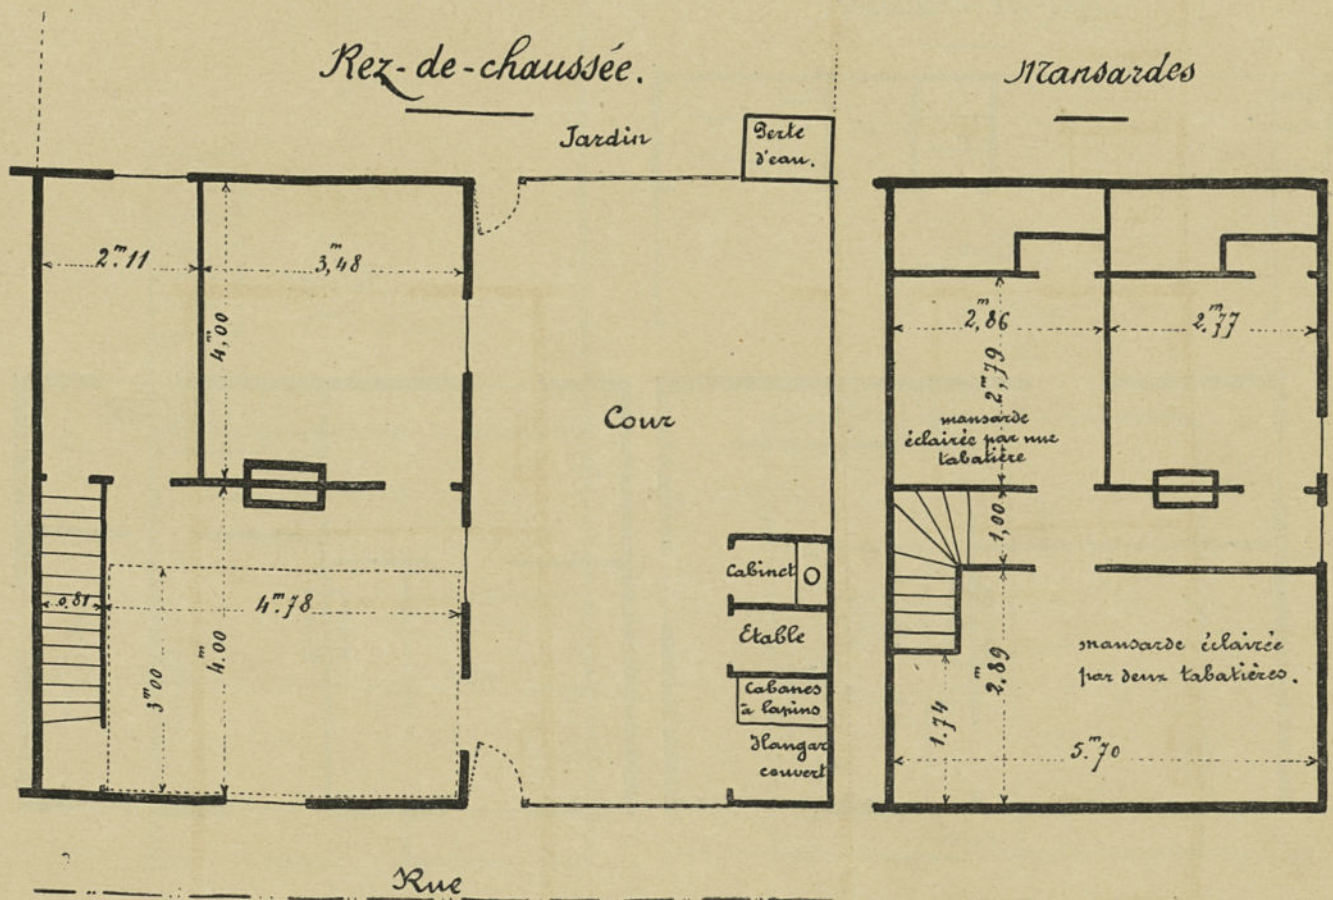 Rez-de-chaussée.
Jardin
Perte
d'eau.
2.m11
3,m48
4,m00
Cour
Cabinet
Etable
Cabanes
à lapins
Hangar
couvert
0.81
4.m78
3m00
4.m00
Rue
Mansardes
2,m86
2.m77
2,m79
mansarde
éclairée par une
tabatière
1,00
mansarde éclairée
par deux tabatières.
2.m89
1.74
5.m70